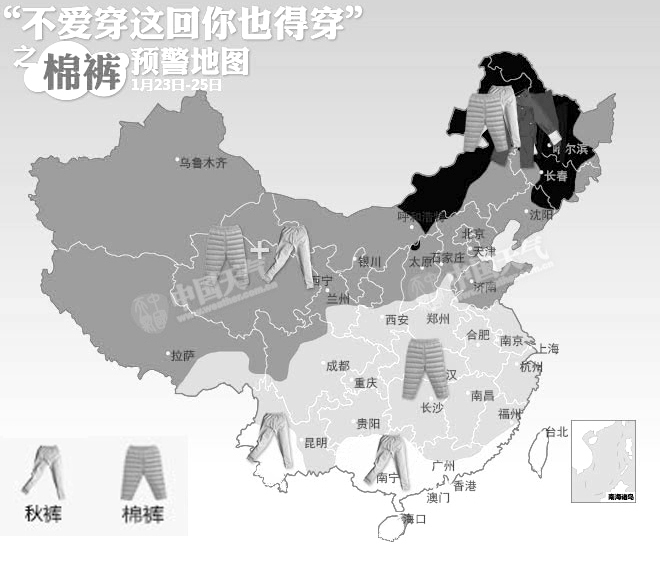 “不爱穿这回你也得穿”
之棉裤预警地图
1月23日-25日
乌鲁木齐
哈尔滨
长春
沈阳
呼和浩特
北京
天津
石家庄
太原
银川
西宁
兰州
济南
中国天气
中国天气
西安
郑州
拉萨
合肥
南京
上海
成都
杭州
重庆
汉
南昌
长沙
贵阳
福州
昆明
台北
广州
南宁
香港
澳门
海口
南海诸岛
秋裤
棉裤